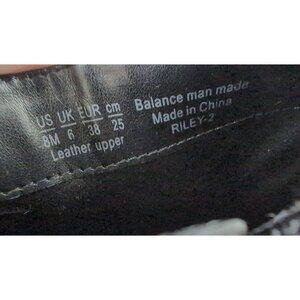 US UK EUR cm
8M 6 38 25
Leather upper
Balance man made
Made in China
RILEY-2